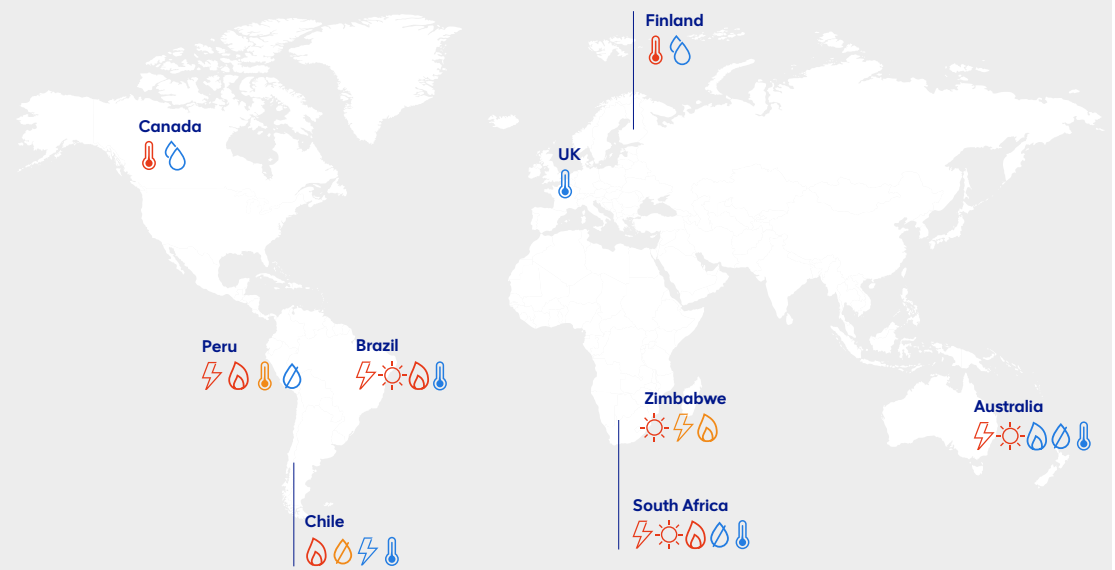 Finland
Canada
UK
Peru
Brazil
Zimbabwe
Australia
South Africa
Chile